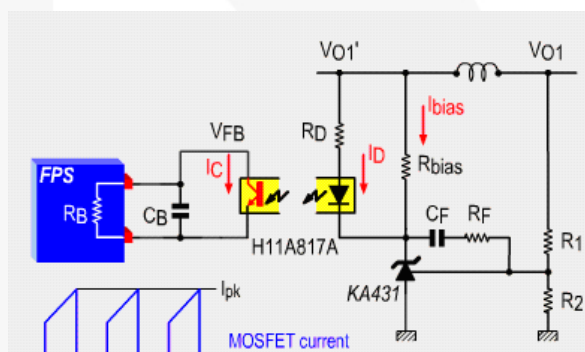 VO1' VO1
Ibias
VFB RD ID
IC Rbias
FPS
RB CB CF RF
H11A817A R1
KA431 R2
Ipk
MOSFET current